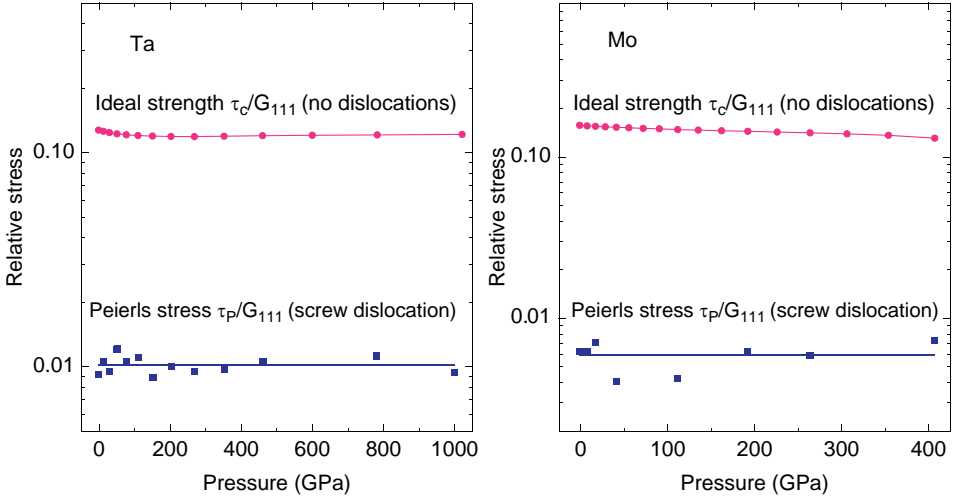 Ta
Ideal strength τc/G111 (no dislocations)
0.10
Relative stress
Peierls stress τP/G111 (screw dislocation)
0.01
0 200 400 600 800 1000
Pressure (GPa)
Mo
Ideal strength τc/G111 (no dislocations)
0.10
Relative stress
Peierls stress τP/G111 (screw dislocation)
0.01
0 100 200 300 400
Pressure (GPa)